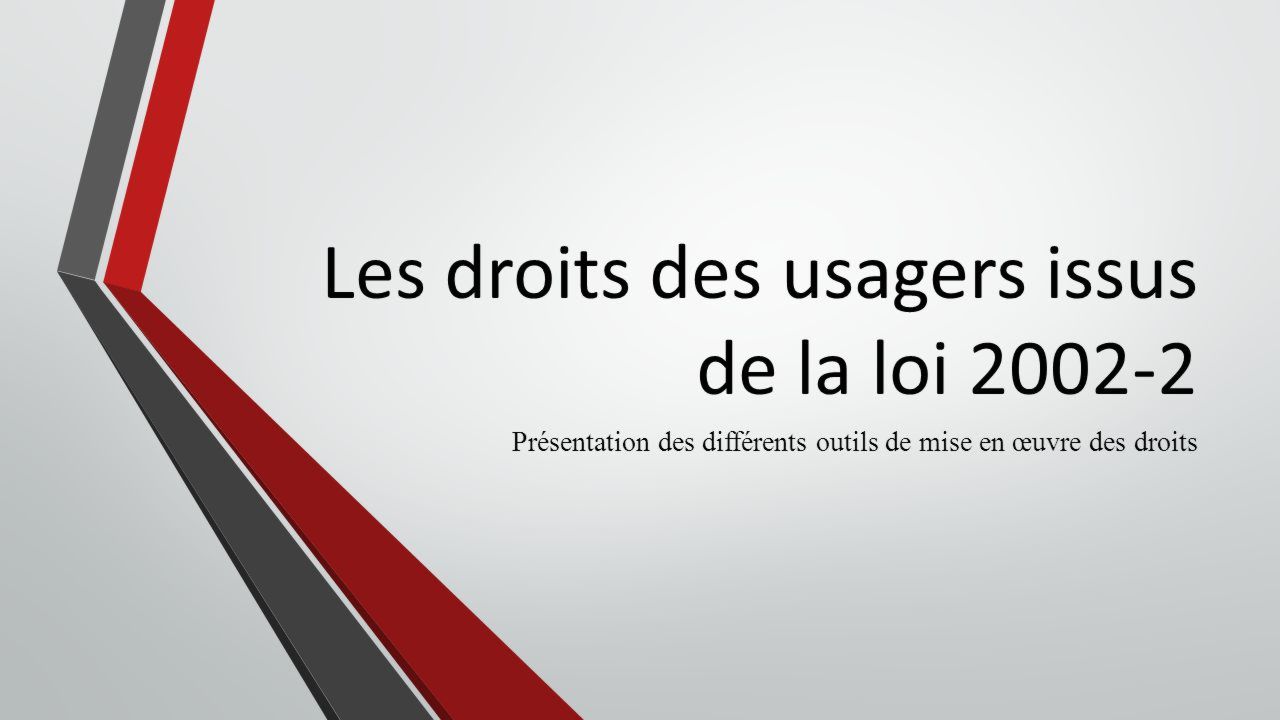 Les droits des usagers issus
de la loi 2002-2
Présentation des différents outils de mise en œuvre des droits